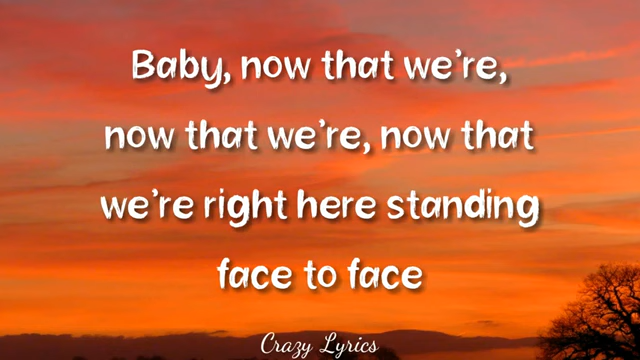 Baby, now that we're,
now that we're, now that
we're right here standing
face to face
Crazy Lyrics